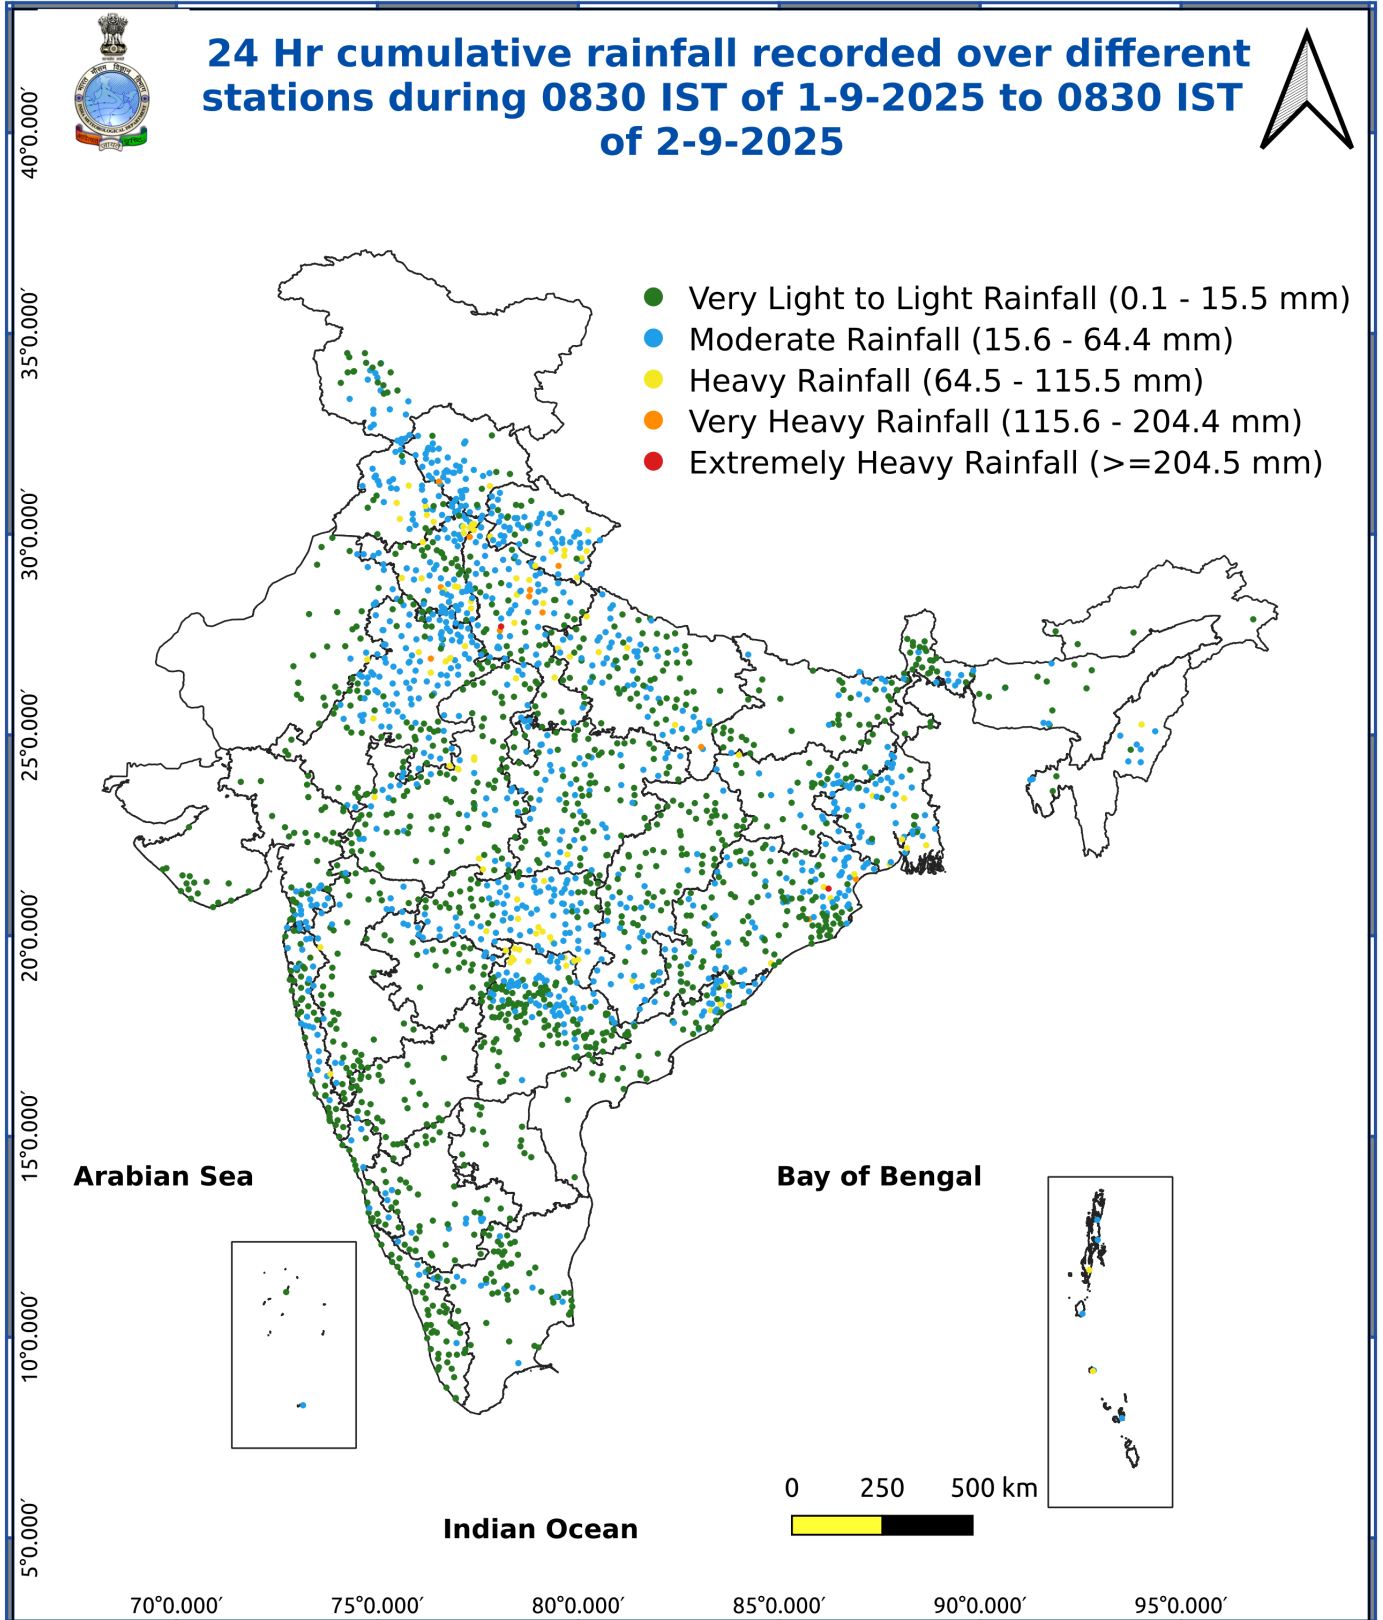 24 Hr cumulative rainfall recorded over different
stations during 0830 IST of 1-9-2025 to 0830 IST
of 2-9-2025
Very Light to Light Rainfall (0.1 - 15.5 mm)
Moderate Rainfall (15.6 - 64.4 mm)
Heavy Rainfall (64.5 - 115.5 mm)
Very Heavy Rainfall (115.6 - 204.4 mm)
Extremely Heavy Rainfall (>=204.5 mm)
40°0.000′
35°0.000′
30°0.000′
25°0.000′
20°0.000′
15°0.000′
10°0.000′
5°0.000′
Arabian Sea
Bay of Bengal
Indian Ocean
0 250 500 km
70°0.000′ 75°0.000′ 80°0.000′ 85°0.000′ 90°0.000′ 95°0.000′